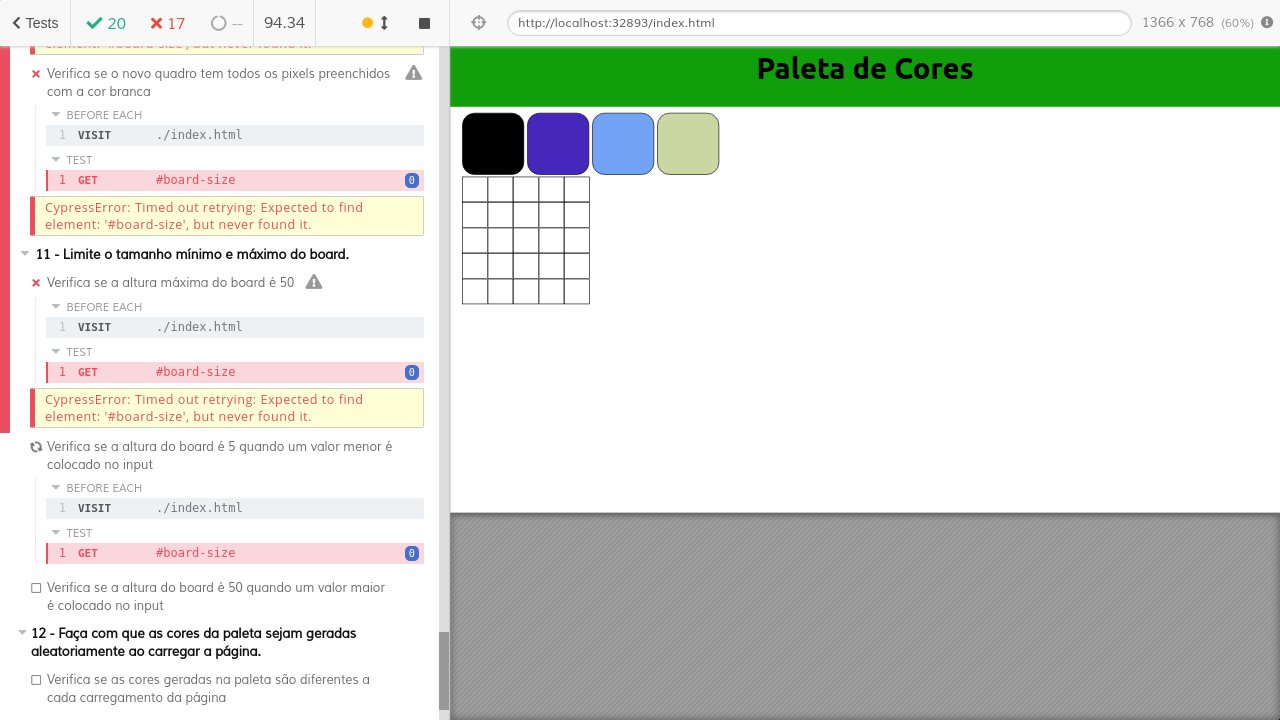 Tests
20
17
--
94.34
http://localhost:32893/index.html
1366 x 768 (60%)
element: '#board-size', but never found it.
Verifica se o novo quadro tem todos os pixels preenchidos
com a cor branca
BEFORE EACH
1 VISIT ./index.html
TEST
1 GET #board-size 0
CypressError: Timed out retrying: Expected to find
element: '#board-size', but never found it.
11 - Limite o tamanho mínimo e máximo do board.
Verifica se a altura máxima do board é 50
BEFORE EACH
1 VISIT ./index.html
TEST
1 GET #board-size 0
CypressError: Timed out retrying: Expected to find
element: '#board-size', but never found it.
Verifica se a altura do board é 5 quando um valor menor é
colocado no input
BEFORE EACH
1 VISIT ./index.html
TEST
1 GET #board-size 0
Verifica se a altura do board é 50 quando um valor maior
é colocado no input
12 - Faça com que as cores da paleta sejam geradas
aleatoriamente ao carregar a página.
Verifica se as cores geradas na paleta são diferentes a
cada carregamento da página
Paleta de Cores